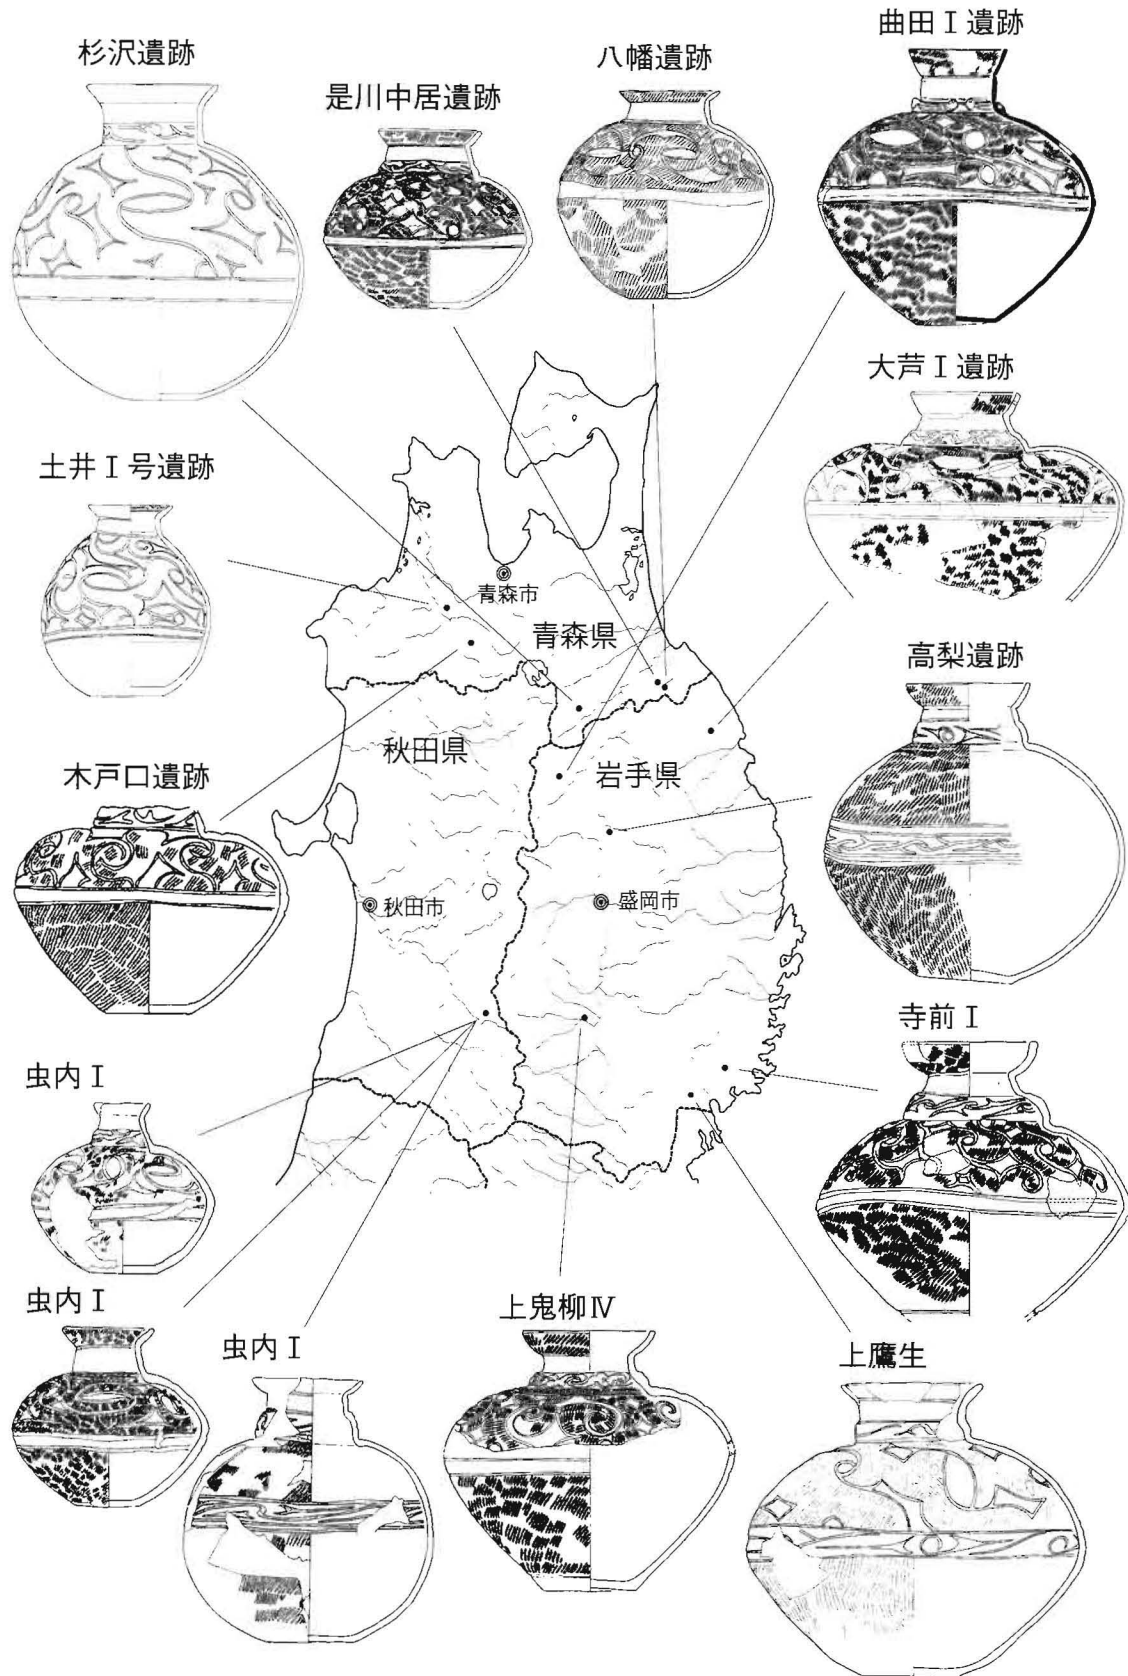 杉沢遺跡
是川中居遺跡
八幡遺跡
曲田Ⅰ遺跡
大芦Ⅰ遺跡
土井Ⅰ号遺跡
青森市
青森県
高梨遺跡
秋田県
岩手県
木戸口遺跡
秋田市
盛岡市
寺前Ⅰ
虫内Ⅰ
虫内Ⅰ
虫内Ⅰ
上鬼柳Ⅳ
上鷹生